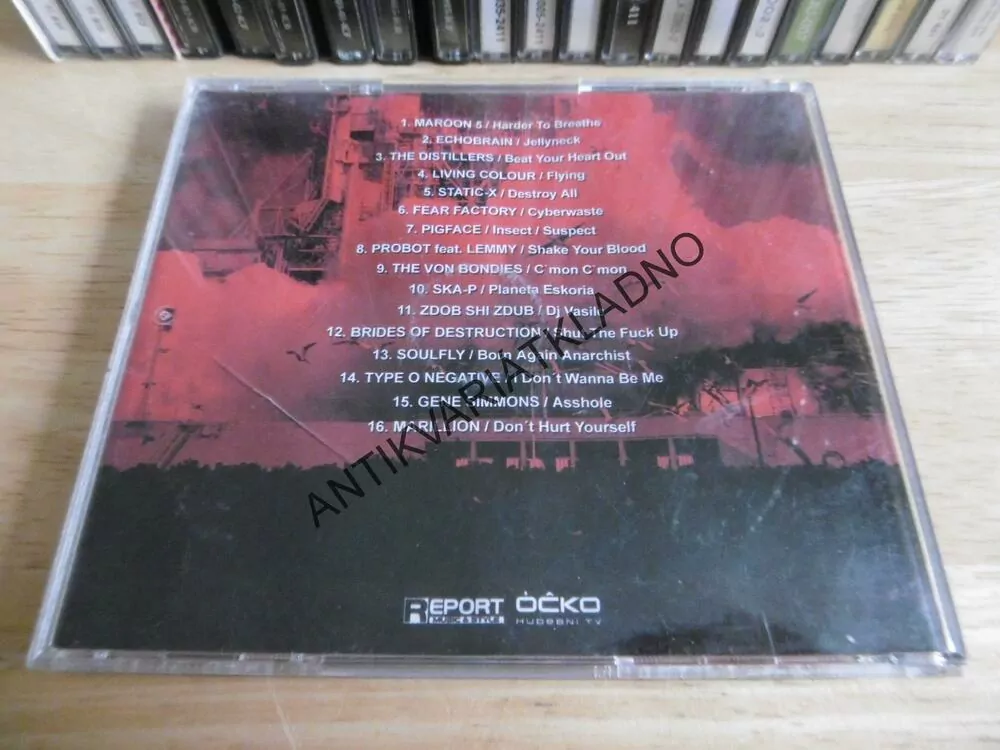 1. MAROON 5 / Harder To Breathe
2. ECHOBRAIN / Jellyneck
3. THE DISTILLERS / Beat Your Heart Out
4. LIVING COLOUR / Flying
5. STATIC-X / Destroy All
6. FEAR FACTORY / Cyberwaste
7. PIGFACE / Insect / Suspect
8. PROBOT feat. LEMMY / Shake Your Blood
9. THE VON BONDIES / C´mon C´mon
10. SKA-P / Planeta Eskoria
11. ZDOB SHI ZDUB / Dj Vasile
12. BRIDES OF DESTRUCTION / Shut The Fuck Up
13. SOULFLY / Born Again Anarchist
14. TYPE O NEGATIVE / I Don´t Wanna Be Me
15. GENE SIMMONS / Asshole
16. MARILLION / Don´t Hurt Yourself
ANTIKVARIATKLADNO
REPORT ÓČKO
MUSIC & STYLE HUDEBNí TV